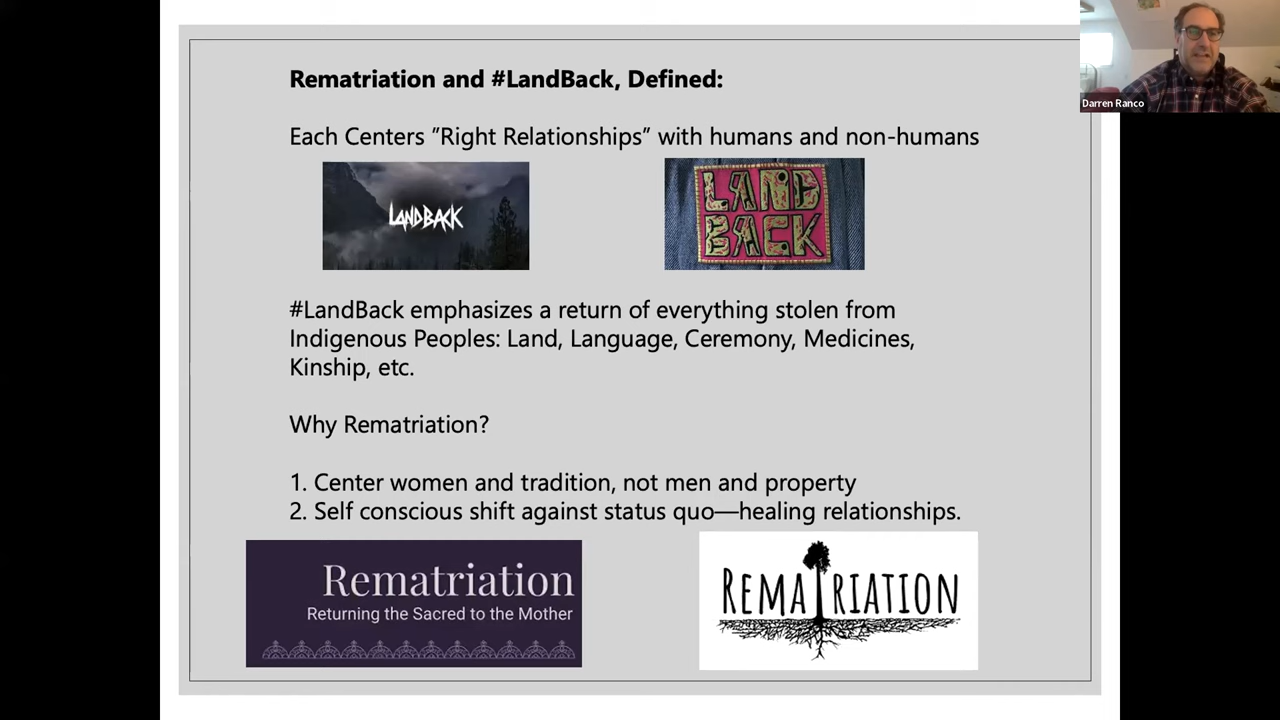 Darren Ranco
Rematriation and #LandBack, Defined:
Each Centers ”Right Relationships” with humans and non-humans
LANDBACK
LAND
BACK
#LandBack emphasizes a return of everything stolen from
Indigenous Peoples: Land, Language, Ceremony, Medicines,
Kinship, etc.
Why Rematriation?
1. Center women and tradition, not men and property
2. Self conscious shift against status quo—healing relationships.
Rematriation
Returning the Sacred to the Mother
REMATRIATION